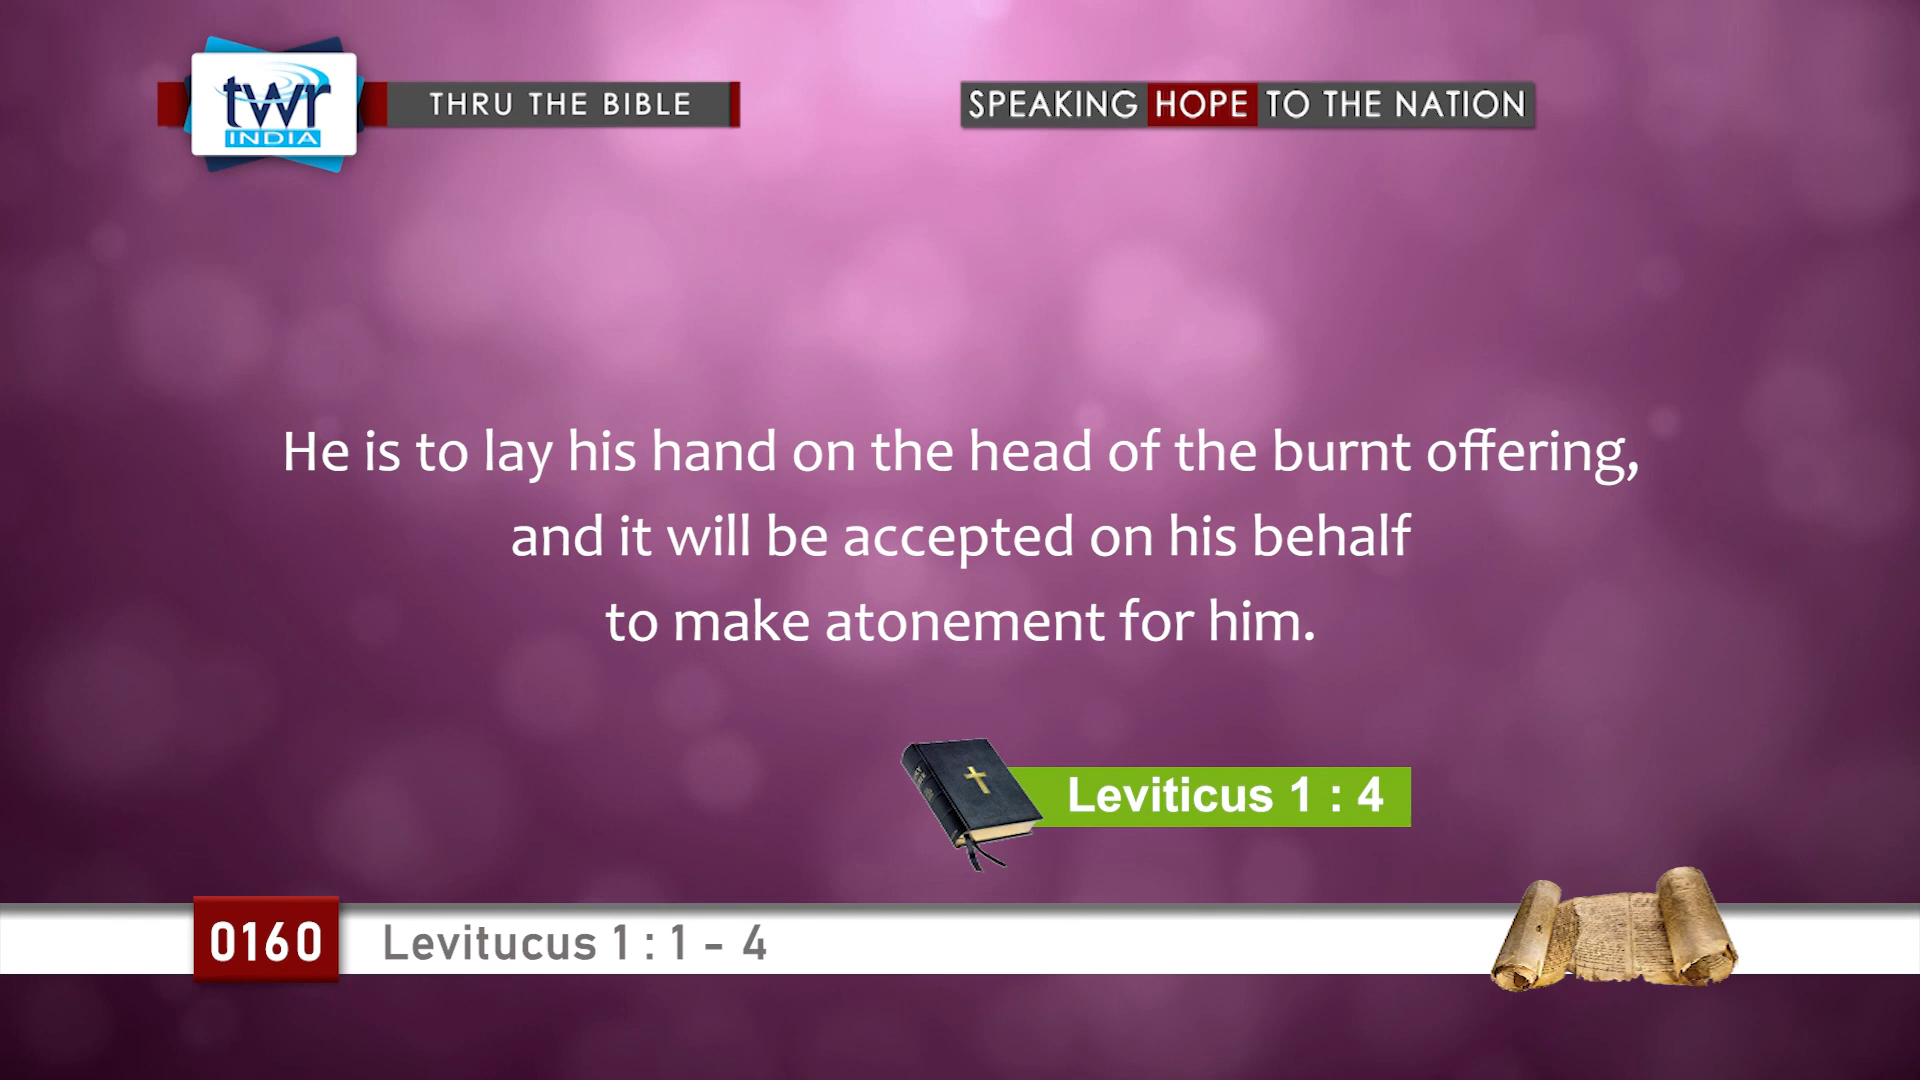 twr
INDIA
THRU THE BIBLE
SPEAKING HOPE TO THE NATION
He is to lay his hand on the head of the burnt offering,
and it will be accepted on his behalf
to make atonement for him.
Leviticus 1 : 4
0160
Levitucus 1 : 1 - 4